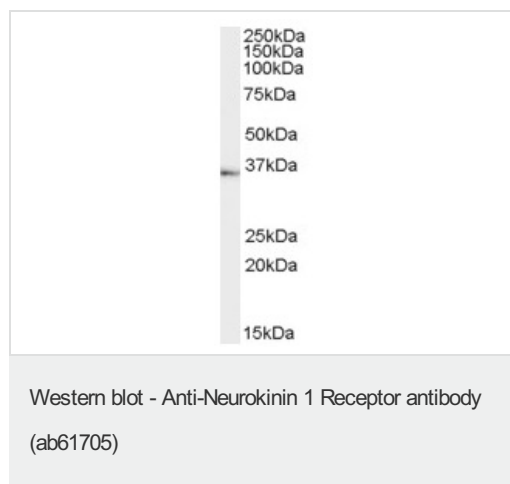 250kDa
150kDa
100kDa
75kDa
50kDa
37kDa
25kDa
20kDa
15kDa
Western blot - Anti-Neurokinin 1 Receptor antibody
(ab61705)